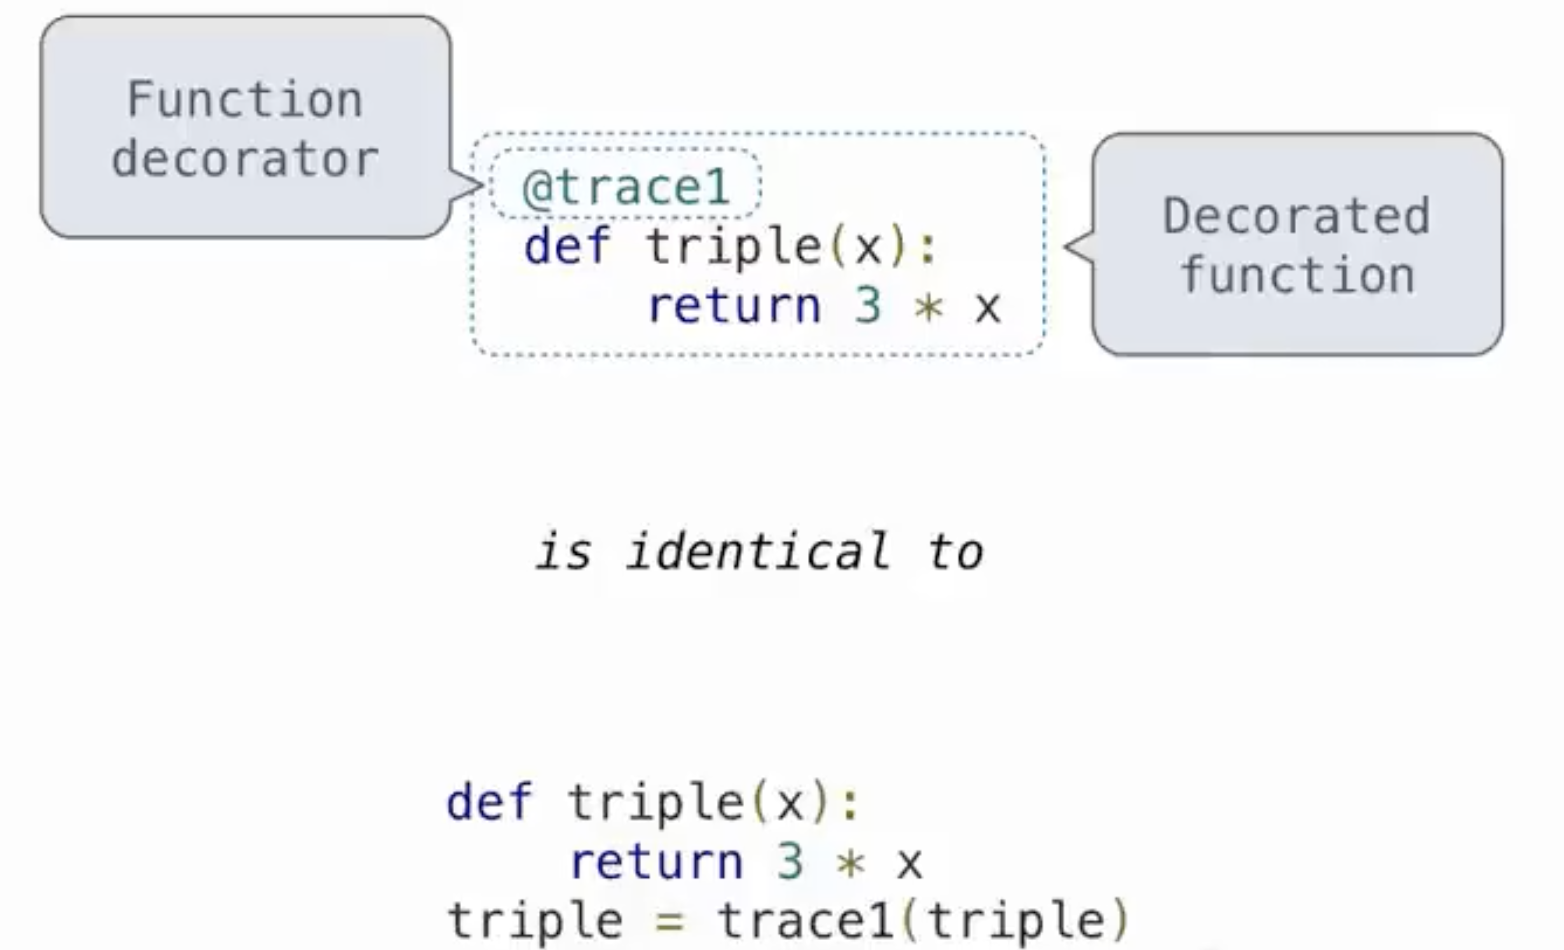 Function
decorator
@trace1
def triple(x):
    return 3 * x
Decorated
function
is identical to
def triple(x):
    return 3 * x
triple = trace1(triple)